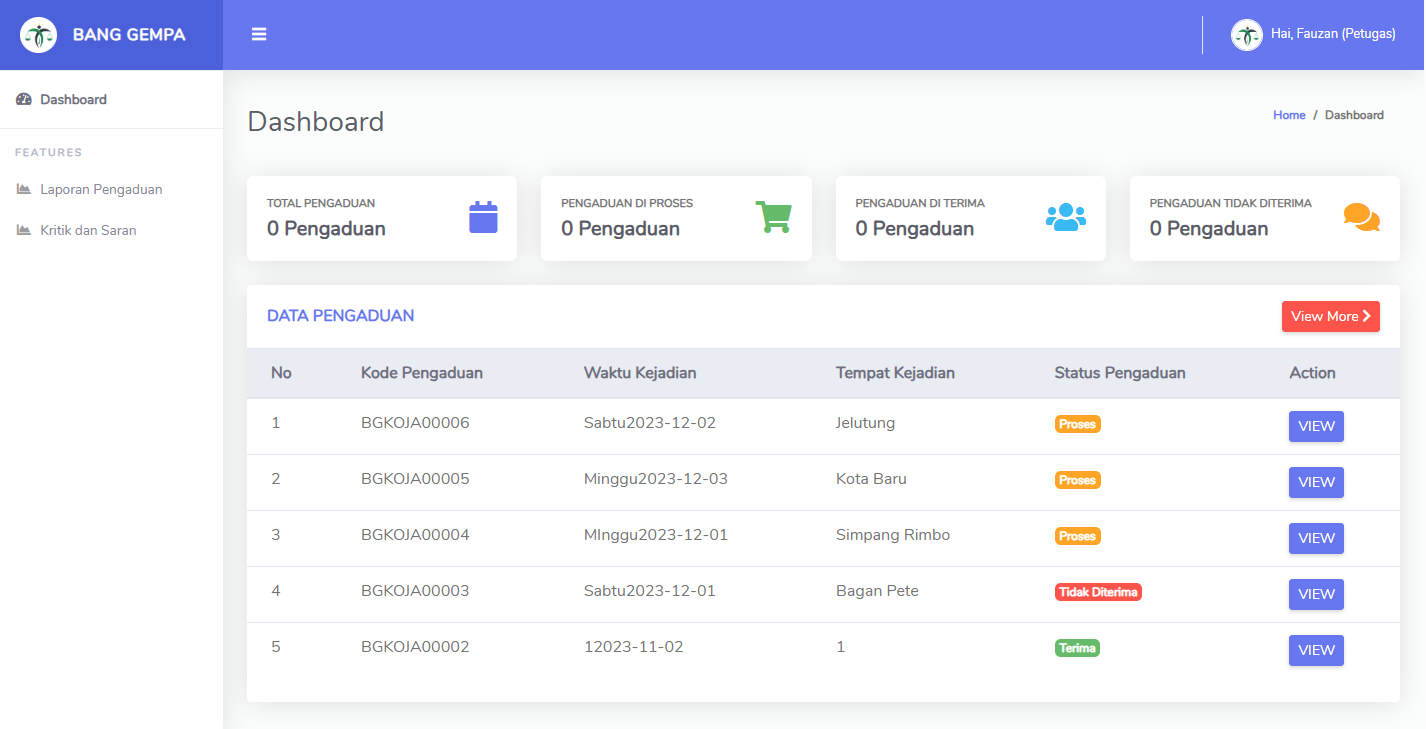 BANG GEMPA
Hai, Fauzan (Petugas)
Dashboard
FEATURES
Laporan Pengaduan
Kritik dan Saran
Dashboard
Home / Dashboard
TOTAL PENGADUAN
0 Pengaduan
PENGADUAN DI PROSES
0 Pengaduan
PENGADUAN DI TERIMA
0 Pengaduan
PENGADUAN TIDAK DITERIMA
0 Pengaduan
DATA PENGADUAN
View More
No Kode Pengaduan Waktu Kejadian Tempat Kejadian Status Pengaduan Action
1 BGKOJA00006 Sabtu2023-12-02 Jelutung Proses VIEW
2 BGKOJA00005 Minggu2023-12-03 Kota Baru Proses VIEW
3 BGKOJA00004 MInggu2023-12-01 Simpang Rimbo Proses VIEW
4 BGKOJA00003 Sabtu2023-12-01 Bagan Pete Tidak Diterima VIEW
5 BGKOJA00002 12023-11-02 1 Terima VIEW